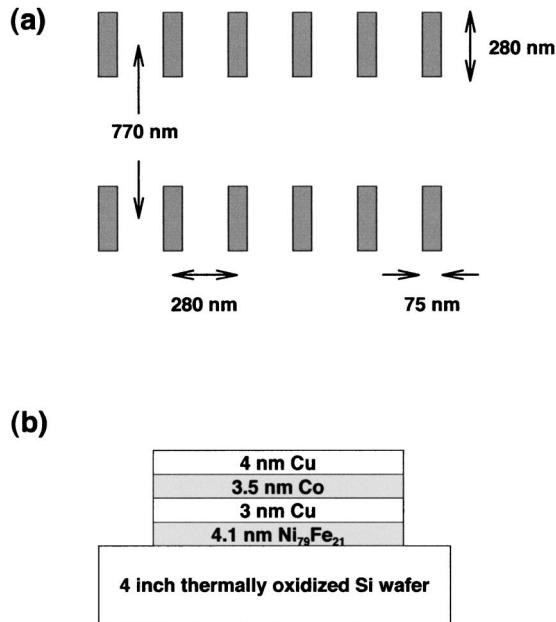 (a)
280 nm
770 nm
280 nm
75 nm
(b)
4 nm Cu
3.5 nm Co
3 nm Cu
4.1 nm Ni₇₉Fe₂₁
4 inch thermally oxidized Si wafer